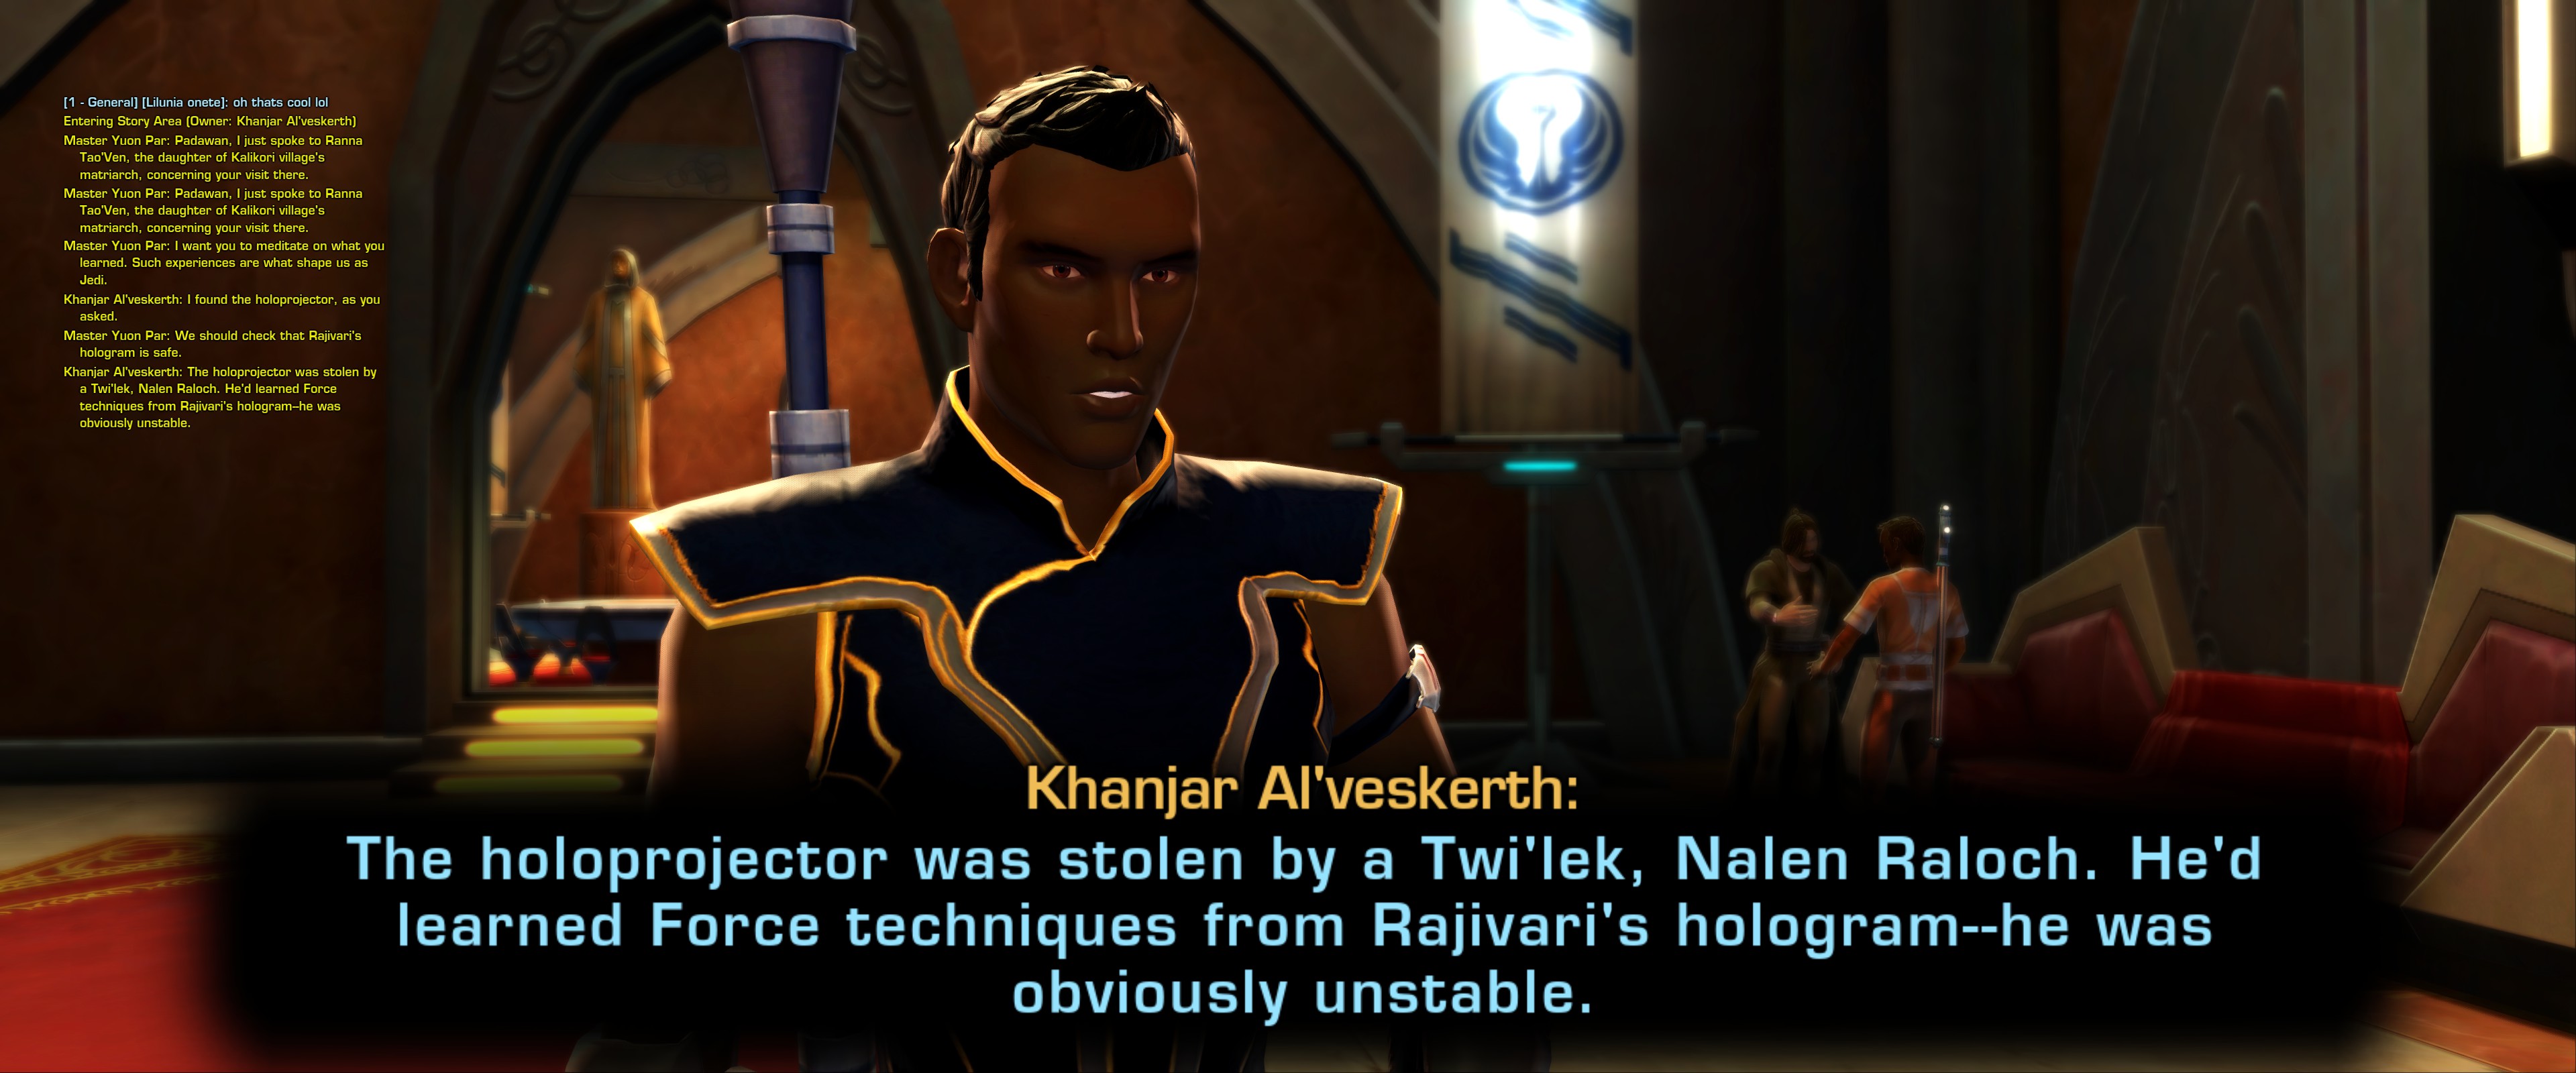 [1 - General] [Lilunia onete]: oh thats cool lol
Entering Story Area (Owner: Khanjar Al'veskerth)
Master Yuon Par: Padawan, I just spoke to Ranna
Tao'Ven, the daughter of Kalikori village's
matriarch, concerning your visit there.
Master Yuon Par: Padawan, I just spoke to Ranna
Tao'Ven, the daughter of Kalikori village's
matriarch, concerning your visit there.
Master Yuon Par: I want you to meditate on what you
learned. Such experiences are what shape us as
Jedi.
Khanjar Al'veskerth: I found the holoprojector, as you
asked.
Master Yuon Par: We should check that Rajivari's
hologram is safe.
Khanjar Al'veskerth: The holoprojector was stolen by
a Twi'lek, Nalen Raloch. He'd learned Force
techniques from Rajivari's hologram--he was
obviously unstable.
Khanjar Al'veskerth:
The holoprojector was stolen by a Twi'lek, Nalen Raloch. He'd
learned Force techniques from Rajivari's hologram--he was
obviously unstable.